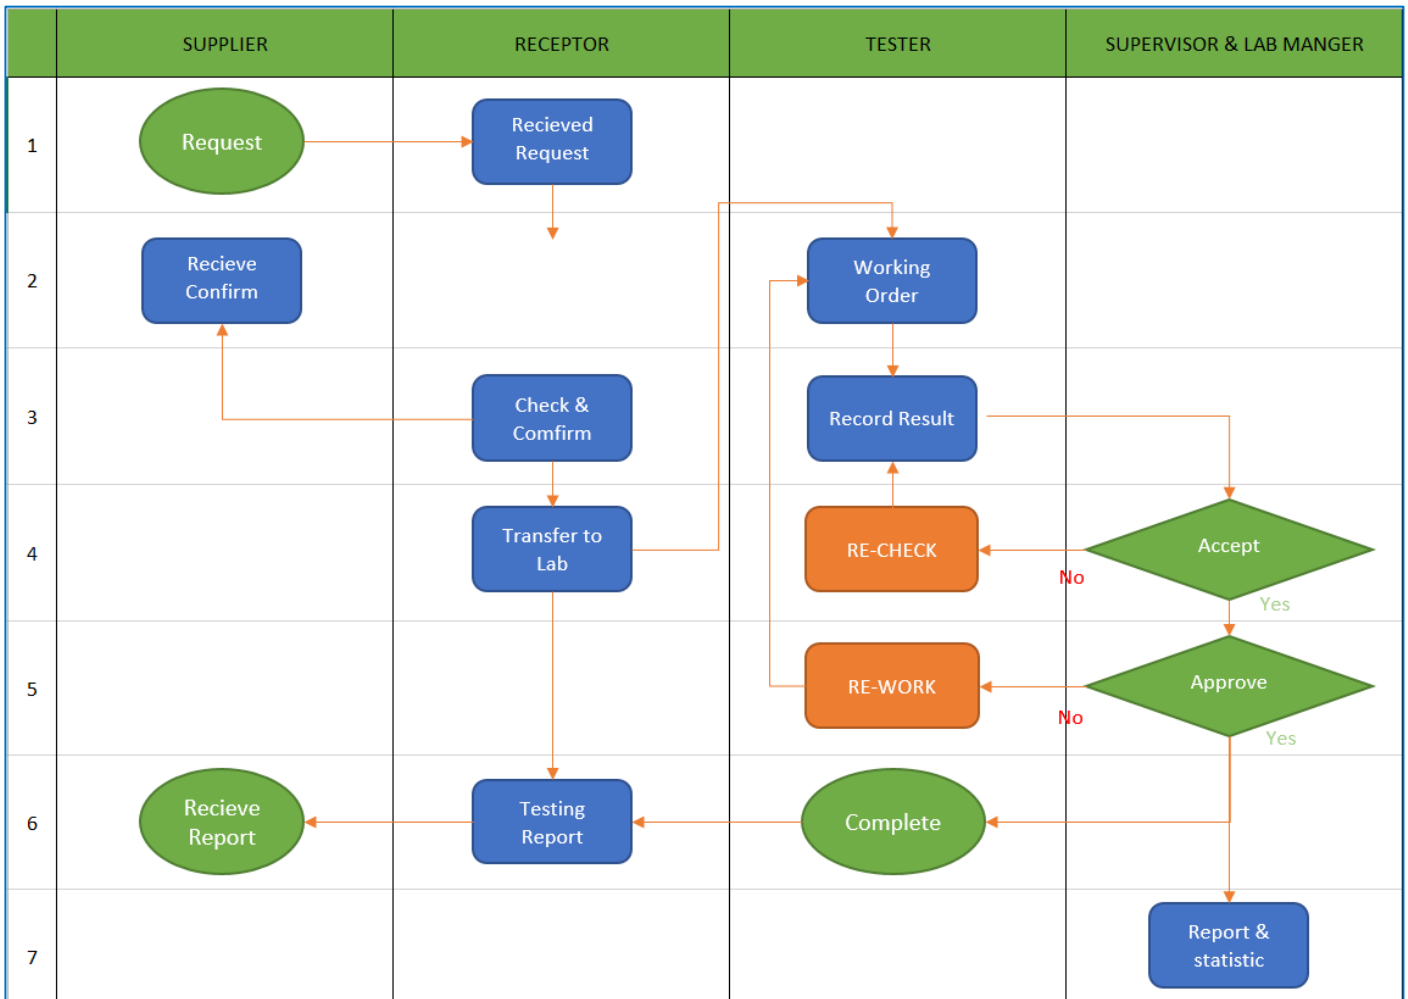 SUPPLIER
RECEPTOR
TESTER
SUPERVISOR & LAB MANGER
1
Request
Recieved
Request
2
Recieve
Confirm
Working
Order
3
Check &
Comfirm
Record Result
4
Transfer to
Lab
RE-CHECK
No
Accept
Yes
5
RE-WORK
No
Approve
Yes
6
Recieve
Report
Testing
Report
Complete
7
Report &
statistic